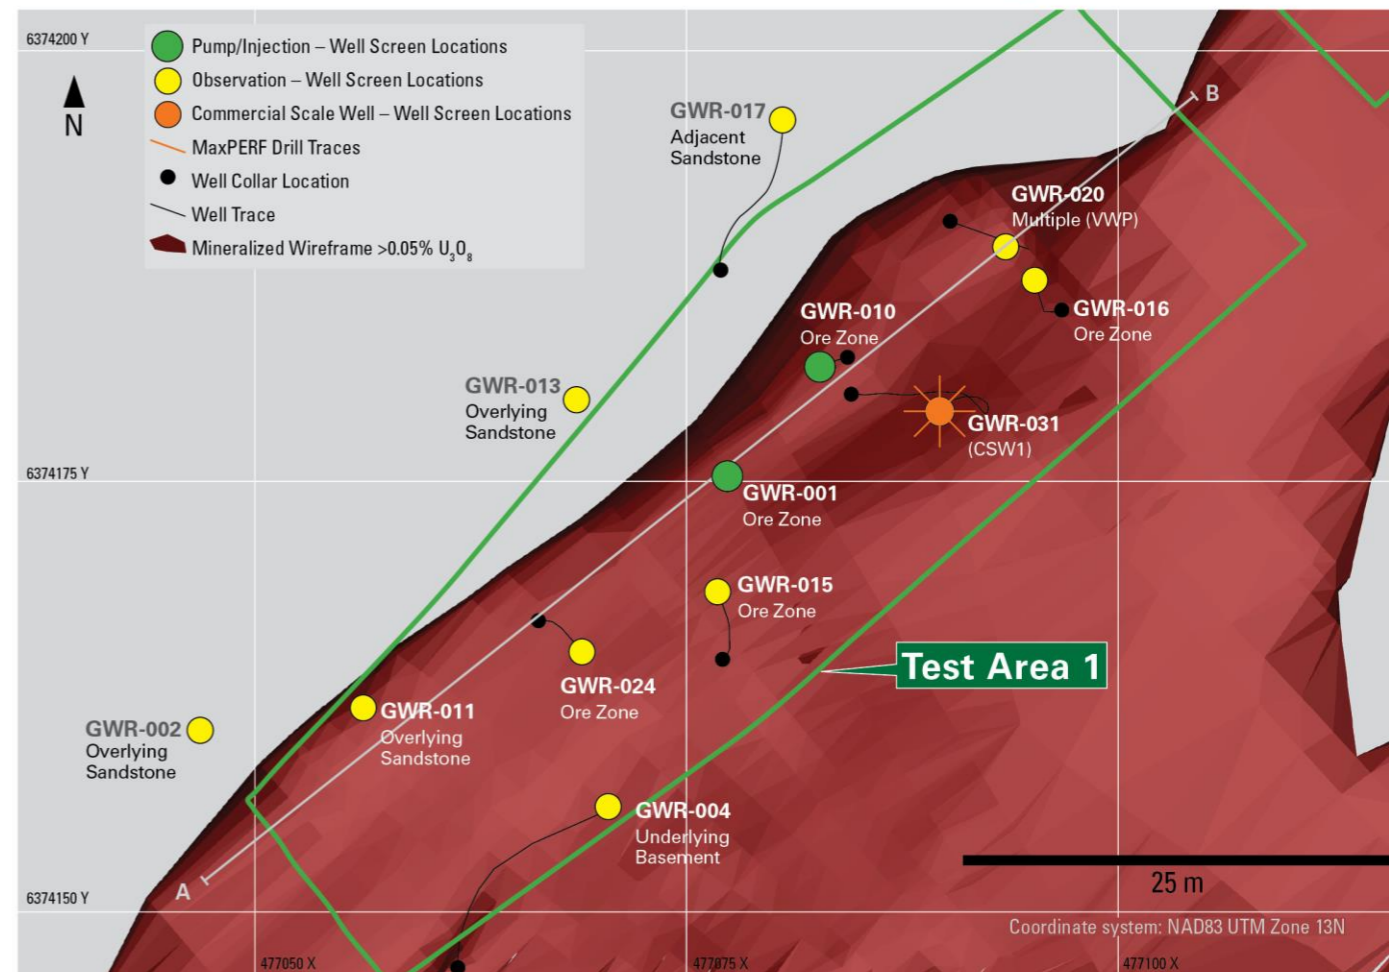 6374200 Y
Pump/Injection – Well Screen Locations
Observation – Well Screen Locations
Commercial Scale Well – Well Screen Locations
MaxPERF Drill Traces
Well Collar Location
Well Trace
Mineralized Wireframe >0.05% U₃O₈
N
GWR-017
Adjacent
Sandstone
B
GWR-020
Multiple (VWP)
GWR-010
Ore Zone
GWR-016
Ore Zone
GWR-013
Overlying
Sandstone
GWR-031
(CSW1)
6374175 Y
GWR-001
Ore Zone
GWR-015
Ore Zone
Test Area 1
GWR-024
Ore Zone
GWR-011
Overlying
Sandstone
GWR-002
Overlying
Sandstone
GWR-004
Underlying
Basement
A
25 m
6374150 Y
Coordinate system: NAD83 UTM Zone 13N
477050 X
477075 X
477100 X